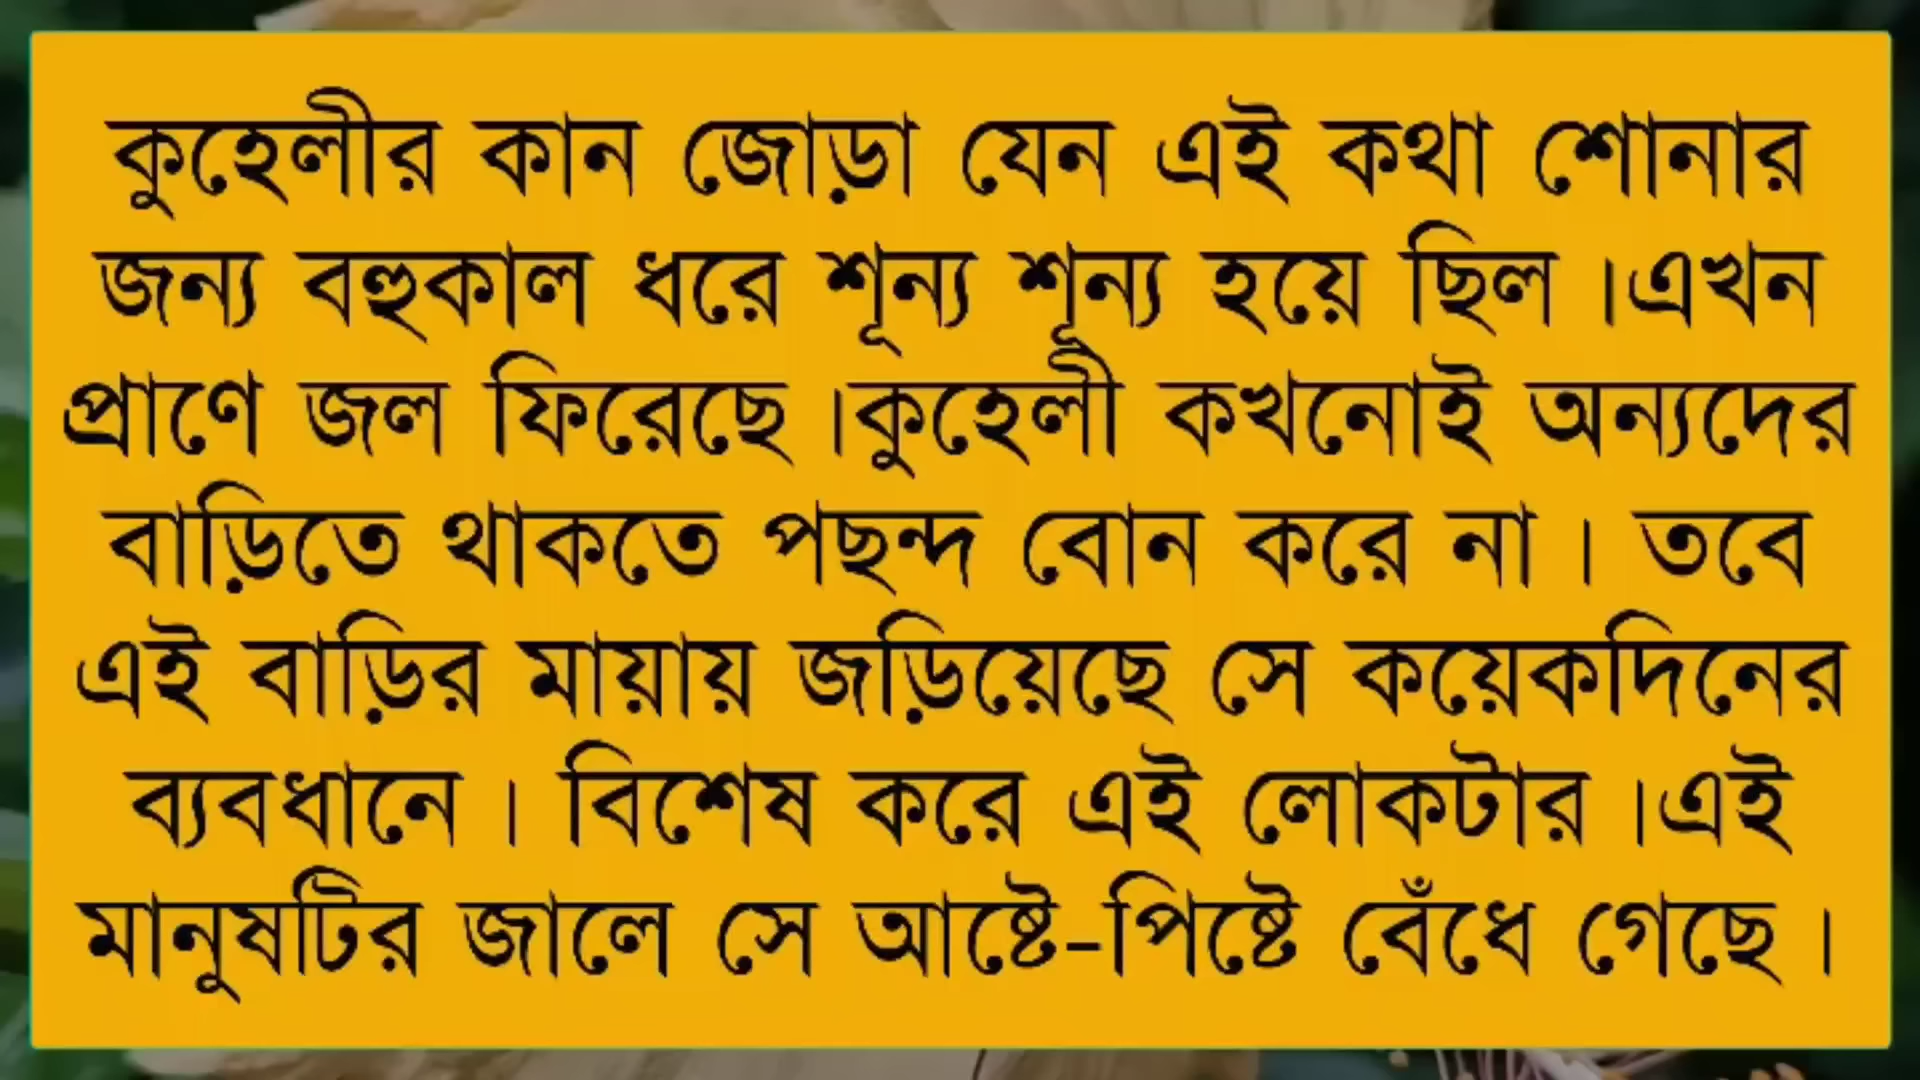 কুহেলীর কান জোড়া যেন এই কথা শোনার
জন্য বহুকাল ধরে শূন্য শূন্য হয়ে ছিল ।এখন
প্রাণে জল ফিরেছে ।কুহেলী কখনোই অন্যদের
বাড়িতে থাকতে পছন্দ বোন করে না । তবে
এই বাড়ির মায়ায় জড়িয়েছে সে কয়েকদিনের
ব্যবধানে । বিশেষ করে এই লোকটার ।এই
মানুষটির জালে সে আষ্টে-পিষ্টে বেঁধে গেছে ।